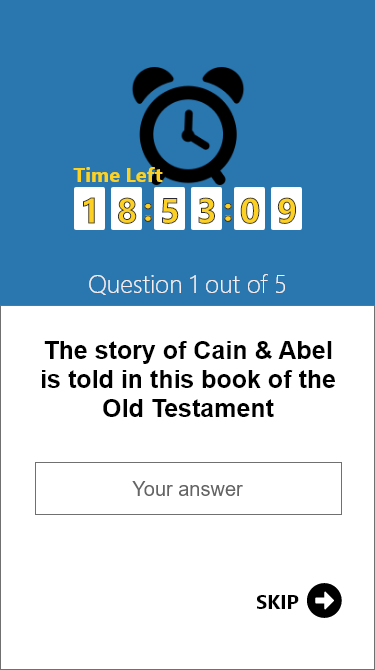 Time Left
18:53:09
Question 1 out of 5
The story of Cain & Abel
is told in this book of the
Old Testament
Your answer
SKIP